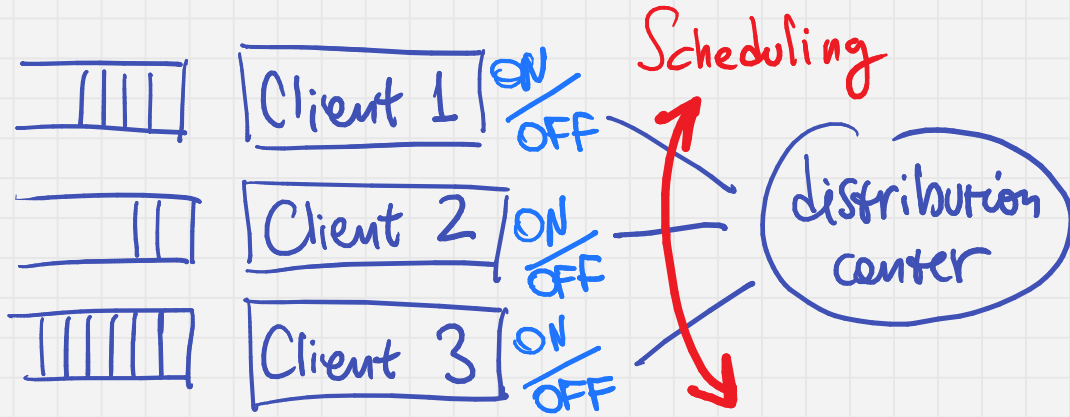 Scheduling
Client 1
ON
OFF
Client 2
ON
OFF
Client 3
ON
OFF
distribution
center